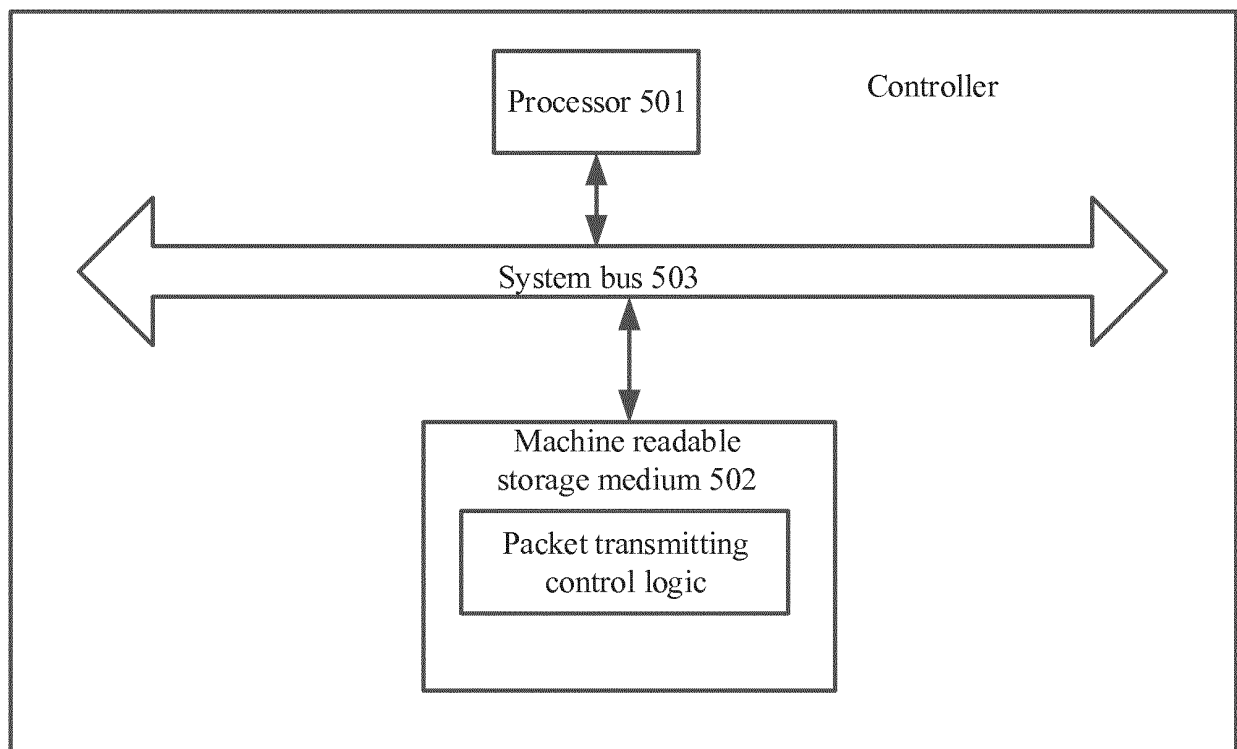 Controller
Processor 501
System bus 503
Machine readable
storage medium 502
Packet transmitting
control logic